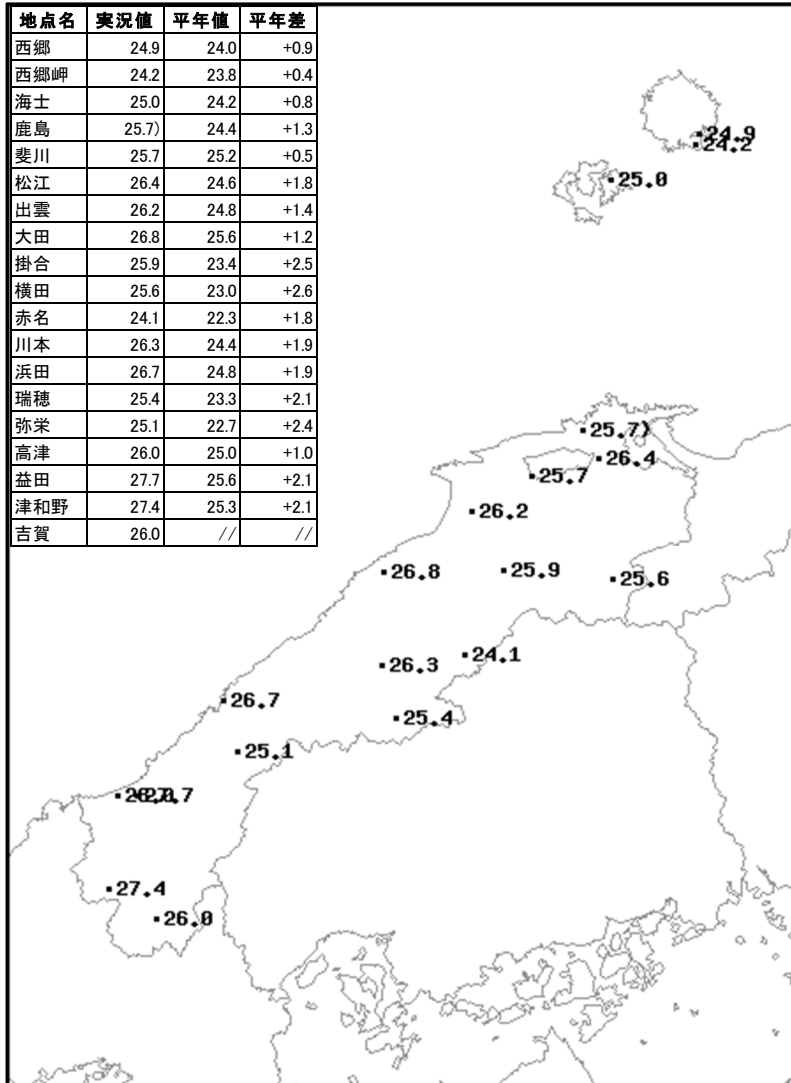 地点名 実況値 平年値 平年差
西郷 24.9 24.0 +0.9
西郷岬 24.2 23.8 +0.4
海士 25.0 24.2 +0.8
鹿島 25.7) 24.4 +1.3
斐川 25.7 25.2 +0.5
松江 26.4 24.6 +1.8
出雲 26.2 24.8 +1.4
大田 26.8 25.6 +1.2
掛合 25.9 23.4 +2.5
横田 25.6 23.0 +2.6
赤名 24.1 22.3 +1.8
川本 26.3 24.4 +1.9
浜田 26.7 24.8 +1.9
瑞穂 25.4 23.3 +2.1
弥栄 25.1 22.7 +2.4
高津 26.0 25.0 +1.0
益田 27.7 25.6 +2.1
津和野 27.4 25.3 +2.1
吉賀 26.0 // //
24.9
24.2
25.0
25.7)
26.4
25.7
26.2
26.8
25.9
25.6
24.1
26.3
26.7
25.4
25.1
27.4
26.0